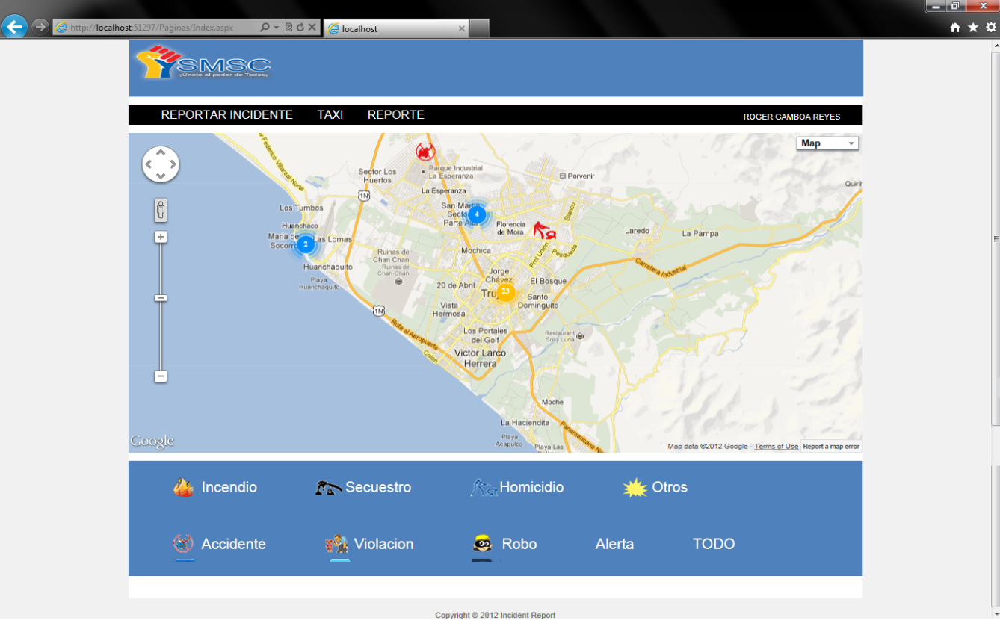 http://localhost:51297/Paginas/Index.aspx
localhost
SMSC
¡Únete al poder de Todos¡
REPORTAR INCIDENTE TAXI REPORTE
ROGER GAMBOA REYES
Map
Av Federico Villareal Norte
Sector Los
Huertos
Parque Industrial
La Esperanza
El Porvenir
1N
La Esperanza
Los Tumbos
San Martin
Sector
Parte Alta
4
Huanchaco
Florencia
de Mora
Blanco
Laredo
La Pampa
Maria del
Socorro
2
Las Lomas
Mochica
Prol Union
Pesqueda
Ruinas de
Chan Chan
Ruinas de
Chan-Chan
Huanchaquito
Playa
Huanchaquito
Carretera Industrial
Jorge
Chávez
20 de Abril
El Bosque
23
Santo
Dominguito
Vista
Hermosa
1N
Ruta al Aeropuerto
Colon
Los Portales
del Golf
Restaurant
Sol y Luna
Victor Larco
Herrera
Moche
La Haciendita
Panamericana
Playa
Acapulco
Playa Las
Google
Map data ©2012 Google - Terms of Use Report a map error
Incendio Secuestro Homicidio Otros
Accidente Violacion Robo Alerta TODO
Copyright © 2012 Incident Report